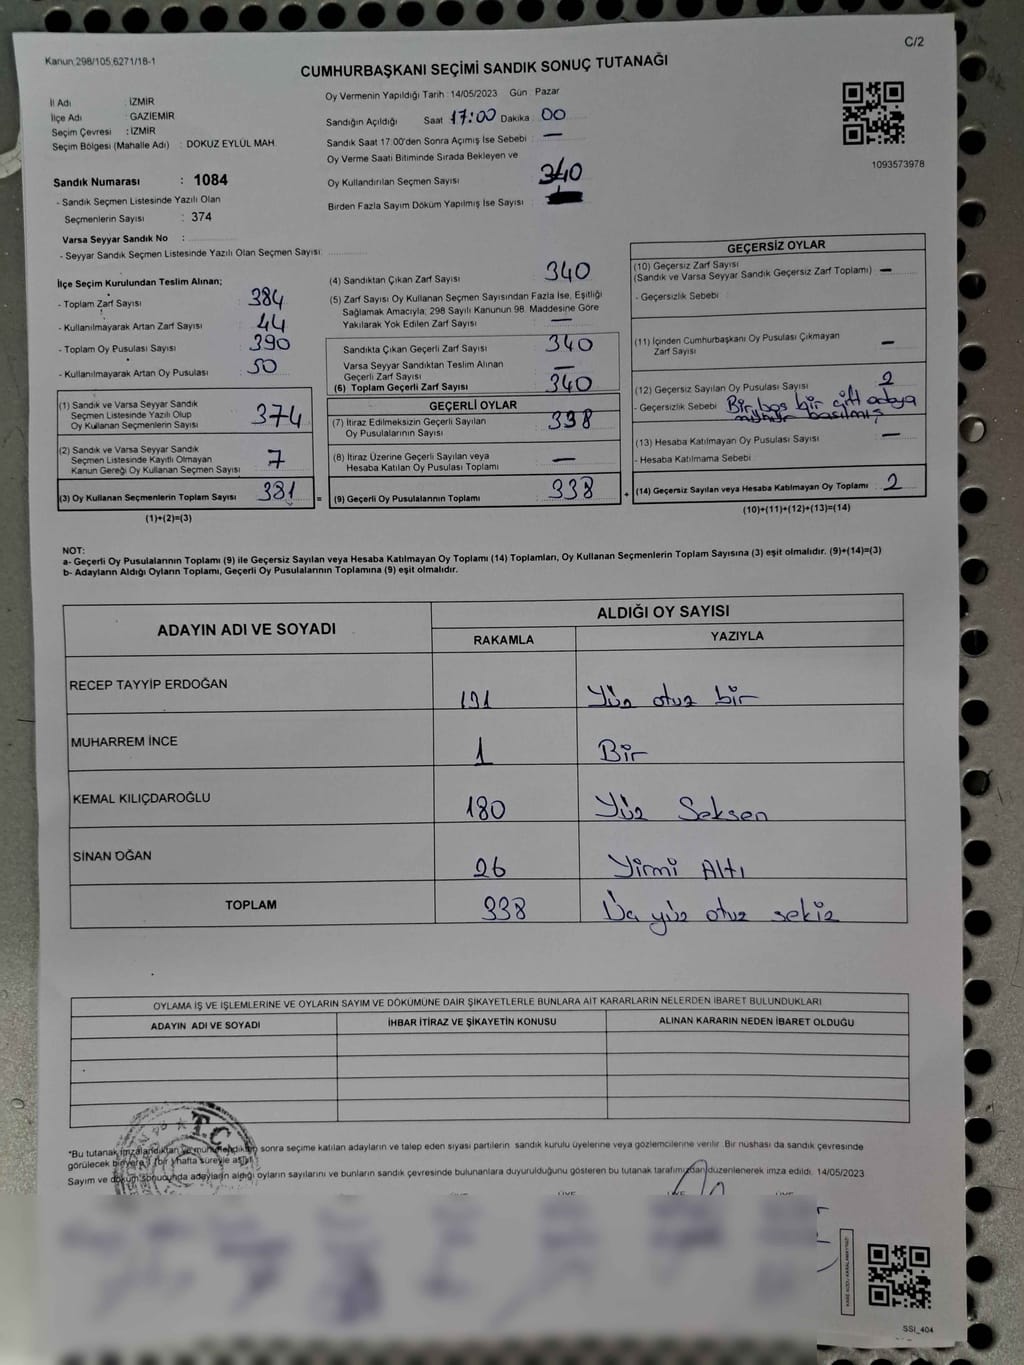 Kanun 298/105,6271/18-1
C/2
CUMHURBAŞKANI SEÇİMİ SANDIK SONUÇ TUTANAĞI
İl Adı : İZMİR
İlçe Adı : GAZİEMİR
Seçim Çevresi : İZMİR
Seçim Bölgesi (Mahalle Adı) : DOKUZ EYLÜL MAH.
Sandık Numarası : 1084
- Sandık Seçmen Listesinde Yazılı Olan
Seçmenlerin Sayısı : 374
Varsa Seyyar Sandık No :
- Seyyar Sandık Seçmen Listesinde Yazılı Olan Seçmen Sayısı:
Oy Vermenin Yapıldığı Tarih : 14/05/2023 Gün : Pazar
Sandığın Açıldığı Saat 17:00 Dakika 00
Sandık Saat 17:00'den Sonra Açımış İse Sebebi : —
Oy Verme Saati Bitiminde Sırada Bekleyen ve
Oy Kullandırılan Seçmen Sayısı 340
Birden Fazla Sayım Döküm Yapılmış İse Sayısı
1093573978
İlçe Seçim Kurulundan Teslim Alınan;
- Toplam Zarf Sayısı 384
- Kullanılmayarak Artan Zarf Sayısı 44
- Toplam Oy Pusulası Sayısı 390
- Kullanılmayarak Artan Oy Pusulası 50
(1) Sandık ve Varsa Seyyar Sandık
Seçmen Listesinde Yazılı Olup
Oy Kullanan Seçmenlerin Sayısı 374
(2) Sandık ve Varsa Seyyar Sandık
Seçmen Listesinde Kayıtlı Olmayan
Kanun Gereği Oy Kullanan Seçmen Sayısı 7
(3) Oy Kullanan Seçmenlerin Toplam Sayısı 381 =
(1)+(2)=(3)
(4) Sandıktan Çıkan Zarf Sayısı 340
(5) Zarf Sayısı Oy Kullanan Seçmen Sayısından Fazla İse, Eşitliği
Sağlamak Amacıyla; 298 Sayılı Kanunun 98. Maddesine Göre
Yakılarak Yok Edilen Zarf Sayısı —
Sandıkta Çıkan Geçerli Zarf Sayısı 340
Varsa Seyyar Sandıktan Teslim Alınan
Geçerli Zarf Sayısı —
(6) Toplam Geçerli Zarf Sayısı 340
GEÇERLİ OYLAR
(7) İtiraz Edilmeksizin Geçerli Sayılan
Oy Pusulalarının Sayısı 338
(8) İtiraz Üzerine Geçerli Sayılan veya
Hesaba Katılan Oy Pusulası Toplamı —
(9) Geçerli Oy Pusulalarının Toplamı 338 +
GEÇERSİZ OYLAR
(10) Geçersiz Zarf Sayısı
(Sandık ve Varsa Seyyar Sandık Geçersiz Zarf Toplamı) —
- Geçersizlik Sebebi :
(11) İçinden Cumhurbaşkanı Oy Pusulası Çıkmayan
Zarf Sayısı —
(12) Geçersiz Sayılan Oy Pusulası Sayısı 2
- Geçersizlik Sebebi : Bir boş bir çift adaya
mühür basılmış
(13) Hesaba Katılmayan Oy Pusulası Sayısı —
- Hesaba Katılmama Sebebi :
(14) Geçersiz Sayılan veya Hesaba Katılmayan Oy Toplamı 2
(10)+(11)+(12)+(13)=(14)
NOT:
a- Geçerli Oy Pusulalarının Toplamı (9) ile Geçersiz Sayılan veya Hesaba Katılmayan Oy Toplamı (14) Toplamları, Oy Kullanan Seçmenlerin Toplam Sayısına (3) eşit olmalıdır. (9)+(14)=(3)
b- Adayların Aldığı Oyların Toplamı, Geçerli Oy Pusulalarının Toplamına (9) eşit olmalıdır.
ADAYIN ADI VE SOYADI
ALDIĞI OY SAYISI
RAKAMLA YAZIYLA
RECEP TAYYİP ERDOĞAN 131 Yüz otuz bir
MUHARREM İNCE 1 Bir
KEMAL KILIÇDAROĞLU 180 Yüz Seksen
SİNAN OĞAN 26 Yirmi Altı
TOPLAM 338 Üç yüz otuz sekiz
OYLAMA İŞ VE İŞLEMLERİNE VE OYLARIN SAYIM VE DÖKÜMÜNE DAİR ŞİKAYETLERLE BUNLARA AİT KARARLARIN NELERDEN İBARET BULUNDUKLARI
ADAYIN ADI VE SOYADI İHBAR İTİRAZ VE ŞİKAYETİN KONUSU ALINAN KARARIN NEDEN İBARET OLDUĞU
T.C.
*Bu tutanak imzalandıktan ve mühürlendikten sonra seçime katılan adayların ve talep eden siyasi partilerin sandık kurulu üyelerine veya gözlemcilerine verilir. Bir nüshası da sandık çevresinde
görülecek bir yere bir hafta süreyle asılır.
Sayım ve döküm sonucunda adayların aldığı oyların sayılarını ve bunların sandık çevresinde bulunanlara duyurulduğunu gösteren bu tutanak tarafımızdan düzenlenerek imza edildi. 14/05/2023
SSI_404